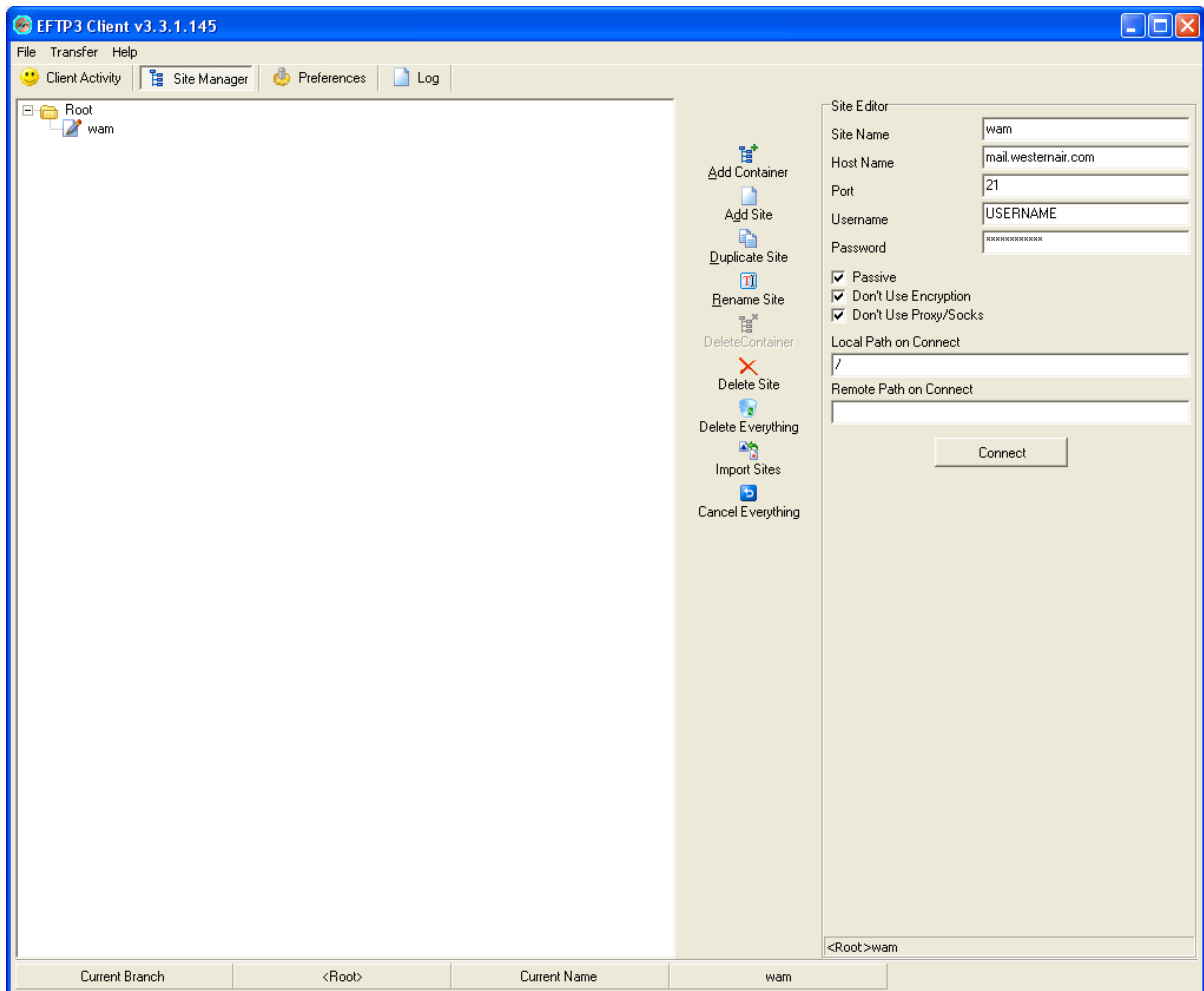 EFTP3 Client v3.3.1.145
File Transfer Help
Client Activity Site Manager Preferences Log
Root
wam
Add Container
Add Site
Duplicate Site
Rename Site
DeleteContainer
Delete Site
Delete Everything
Import Sites
Cancel Everything
Site Editor
Site Name wam
Host Name mail.westernair.com
Port 21
Username USERNAME
Password ************
Passive
Don't Use Encryption
Don't Use Proxy/Socks
Local Path on Connect
/
Remote Path on Connect
Connect
<Root>wam
Current Branch <Root> Current Name wam